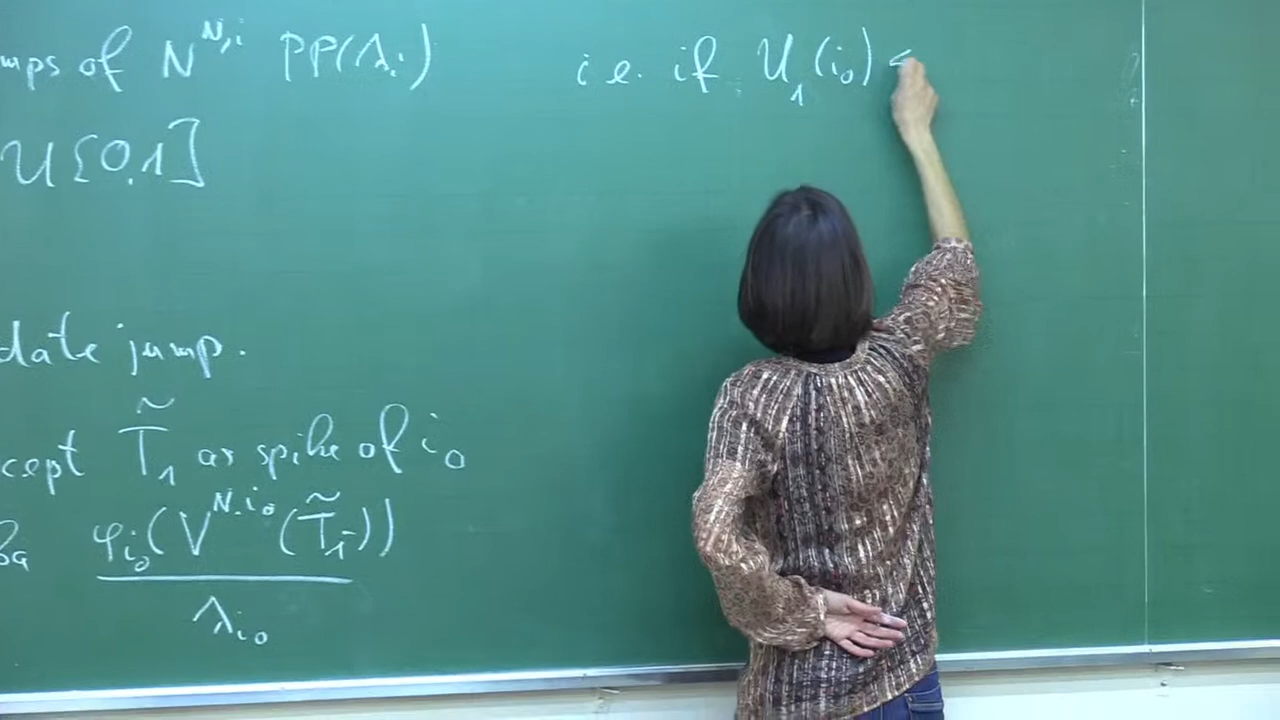 mps of N^{N,i} PP(λ_i)
U[0,1]
date jump.
cept T̃_1 as spike of i_0
ba φ_{i_0}(V^{N,i_0}(T̃_1^-))
λ_{i_0}
i.e. if U_1(i_0) <